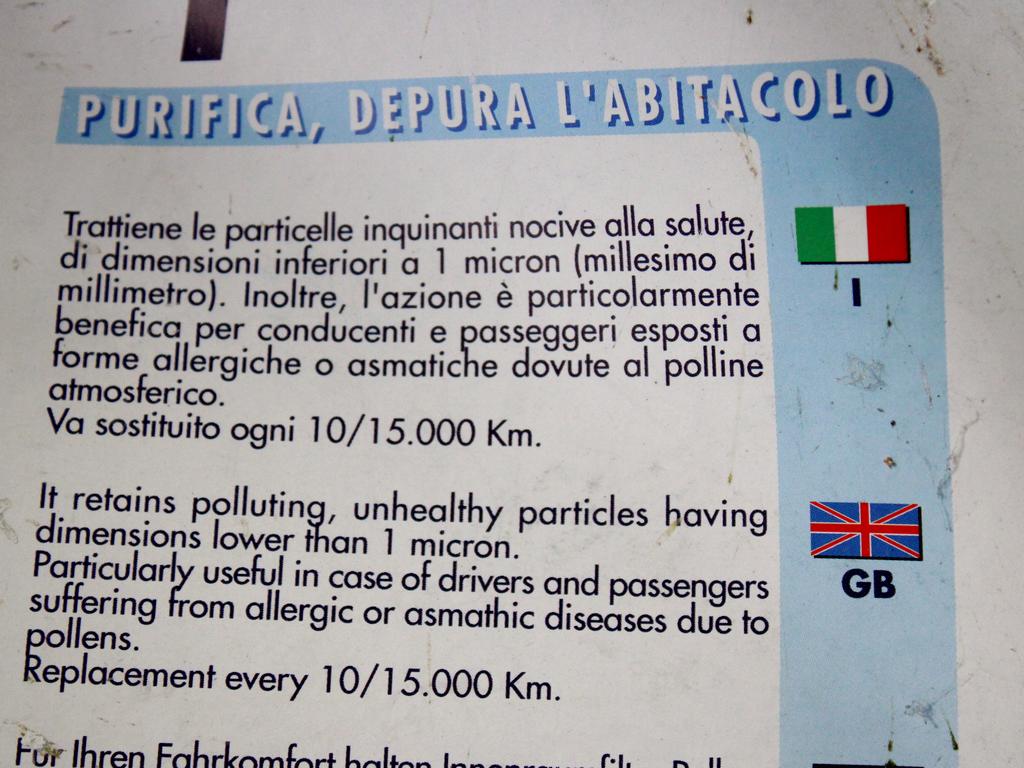 PURIFICA, DEPURA L'ABITACOLO
Trattiene le particelle inquinanti nocive alla salute,
di dimensioni inferiori a 1 micron (millesimo di
millimetro). Inoltre, l'azione è particolarmente
benefica per conducenti e passeggeri esposti a
forme allergiche o asmatiche dovute al polline
atmosferico.
Va sostituito ogni 10/15.000 Km.
I
It retains polluting, unhealthy particles having
dimensions lower than 1 micron.
Particularly useful in case of drivers and passengers
suffering from allergic or asmathic diseases due to
pollens.
Replacement every 10/15.000 Km.
GB
Für Ihren Fahrkomfort halten